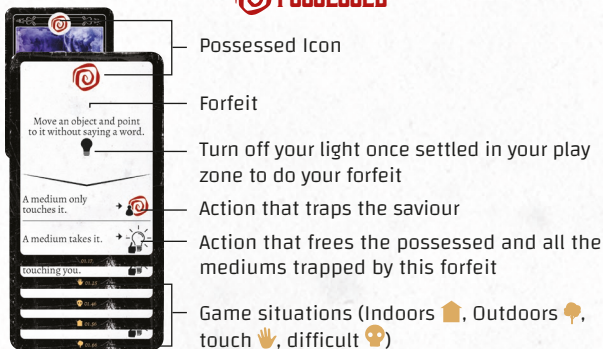 POSSESSED
Possessed Icon
Forfeit
Move an object and point
to it without saying a word.
Turn off your light once settled in your play
zone to do your forfeit
A medium only
touches it.
Action that traps the saviour
A medium takes it.
Action that frees the possessed and all the
mediums trapped by this forfeit
touching you.
Game situations (Indoors, Outdoors,
touch, difficult)